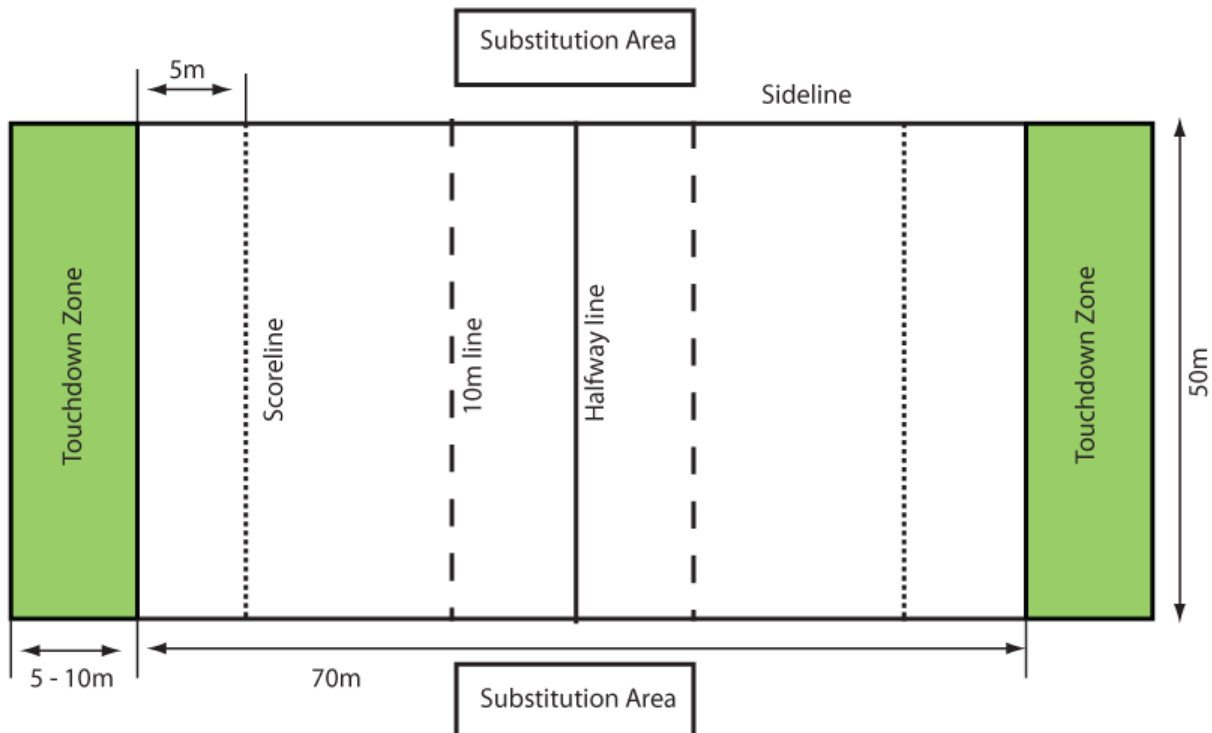 Substitution Area
5m
Sideline
Touchdown Zone
Scoreline
10m line
Halfway line
Touchdown Zone
50m
5 - 10m
70m
Substitution Area